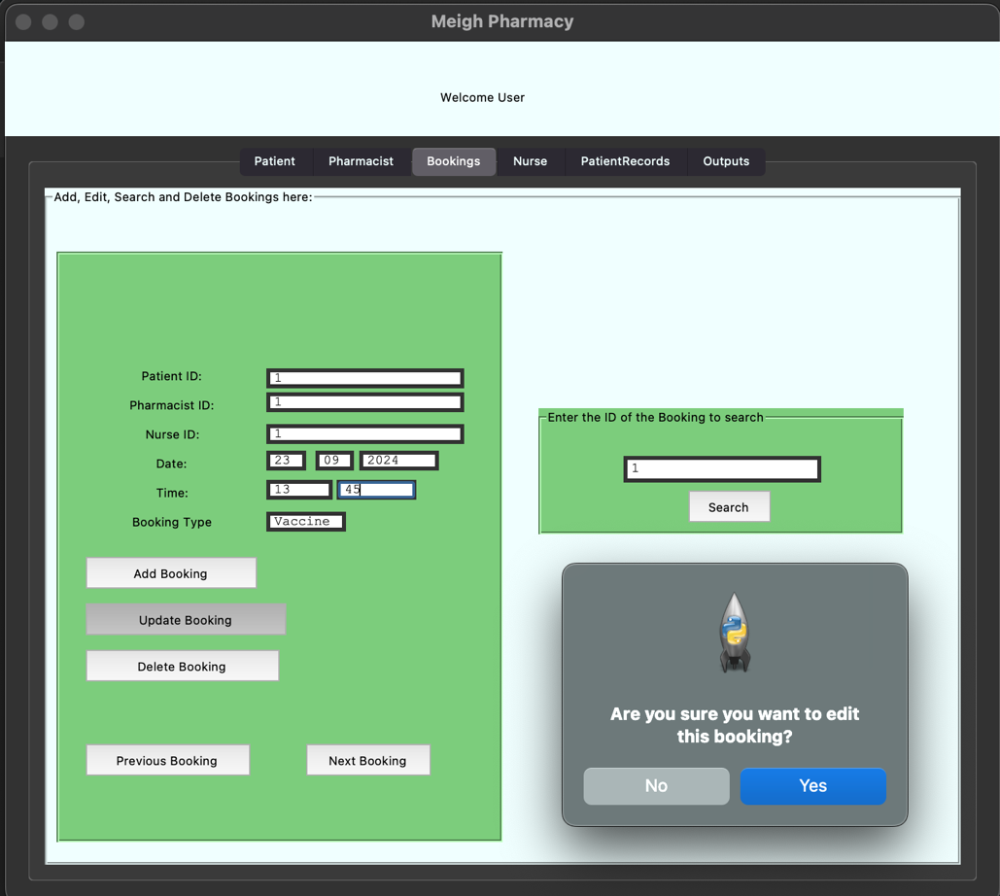 Meigh Pharmacy
Welcome User
Patient Pharmacist Bookings Nurse PatientRecords Outputs
Add, Edit, Search and Delete Bookings here:
Patient ID: 1
Pharmacist ID: 1
Nurse ID: 1
Date: 23 09 2024
Time: 13 45
Booking Type Vaccine
Add Booking
Update Booking
Delete Booking
Previous Booking Next Booking
Enter the ID of the Booking to search
1
Search
Are you sure you want to edit
this booking?
No Yes